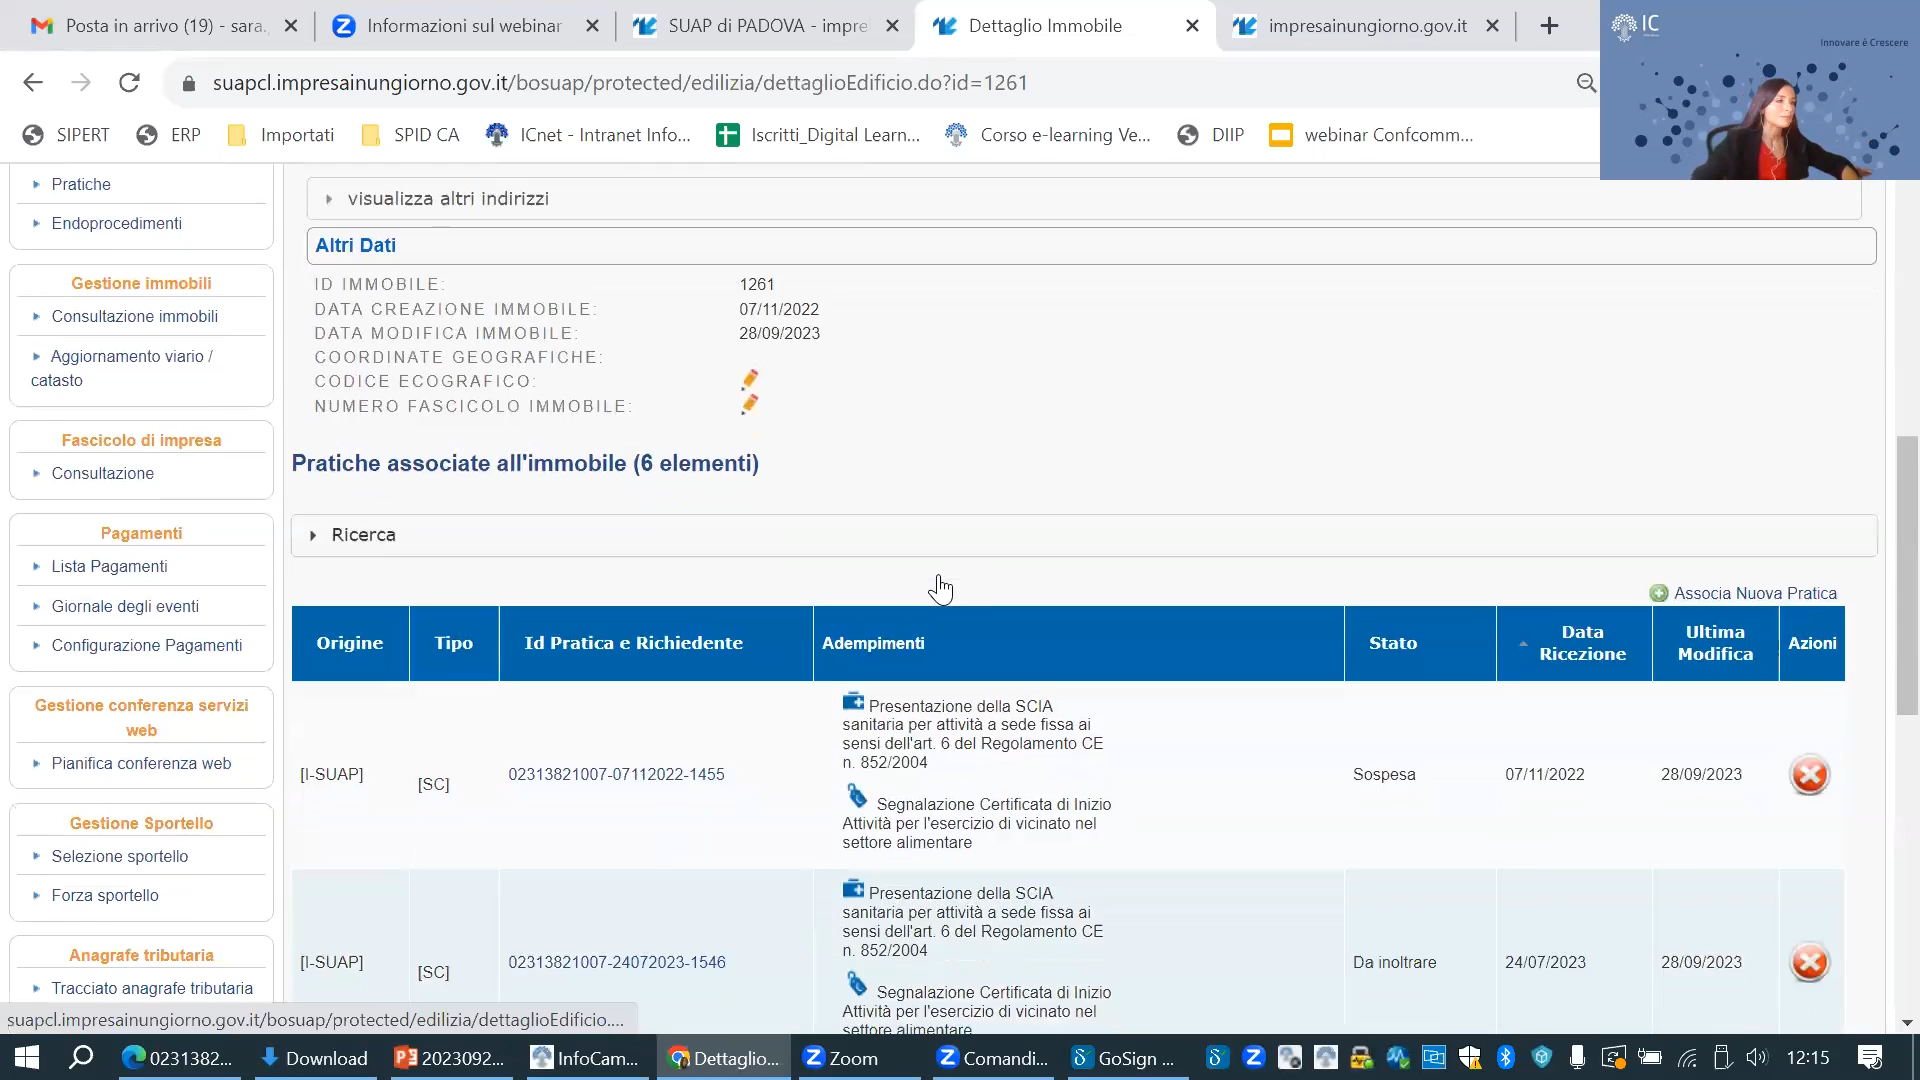 Posta in arrivo (19) - sara.
Informazioni sul webinar
SUAP di PADOVA - impre
Dettaglio Immobile
impresainungiorno.gov.it
IC
Innovare è Crescere
suapcl.impresainungiorno.gov.it/bosuap/protected/edilizia/dettaglioEdificio.do?id=1261
SIPERT
ERP
Importati
SPID CA
ICnet - Intranet Info...
Iscritti_Digital Learn...
Corso e-learning Ve...
DIIP
webinar Confcomm...
Pratiche
Endoprocedimenti
Gestione immobili
Consultazione immobili
Aggiornamento viario /
catasto
Fascicolo di impresa
Consultazione
Pagamenti
Lista Pagamenti
Giornale degli eventi
Configurazione Pagamenti
Gestione conferenza servizi
web
Pianifica conferenza web
Gestione Sportello
Selezione sportello
Forza sportello
Anagrafe tributaria
Tracciato anagrafe tributaria
visualizza altri indirizzi
Altri Dati
ID IMMOBILE: 1261
DATA CREAZIONE IMMOBILE: 07/11/2022
DATA MODIFICA IMMOBILE: 28/09/2023
COORDINATE GEOGRAFICHE:
CODICE ECOGRAFICO:
NUMERO FASCICOLO IMMOBILE:
Pratiche associate all'immobile (6 elementi)
Ricerca
Associa Nuova Pratica
Origine
Tipo
Id Pratica e Richiedente
Adempimenti
Stato
Data
Ricezione
Ultima
Modifica
Azioni
[I-SUAP]
[SC]
02313821007-07112022-1455
Presentazione della SCIA
sanitaria per attività a sede fissa ai
sensi dell'art. 6 del Regolamento CE
n. 852/2004
Segnalazione Certificata di Inizio
Attività per l'esercizio di vicinato nel
settore alimentare
Sospesa
07/11/2022
28/09/2023
[I-SUAP]
[SC]
02313821007-24072023-1546
Presentazione della SCIA
sanitaria per attività a sede fissa ai
sensi dell'art. 6 del Regolamento CE
n. 852/2004
Segnalazione Certificata di Inizio
Attività per l'esercizio di vicinato nel
settore alimentare
Da inoltrare
24/07/2023
28/09/2023
suapcl.impresainungiorno.gov.it/bosuap/protected/edilizia/dettaglioEdificio....
0231382...
Download
2023092...
InfoCam...
Dettaglio...
Zoom
Comandi...
GoSign ...
12:15